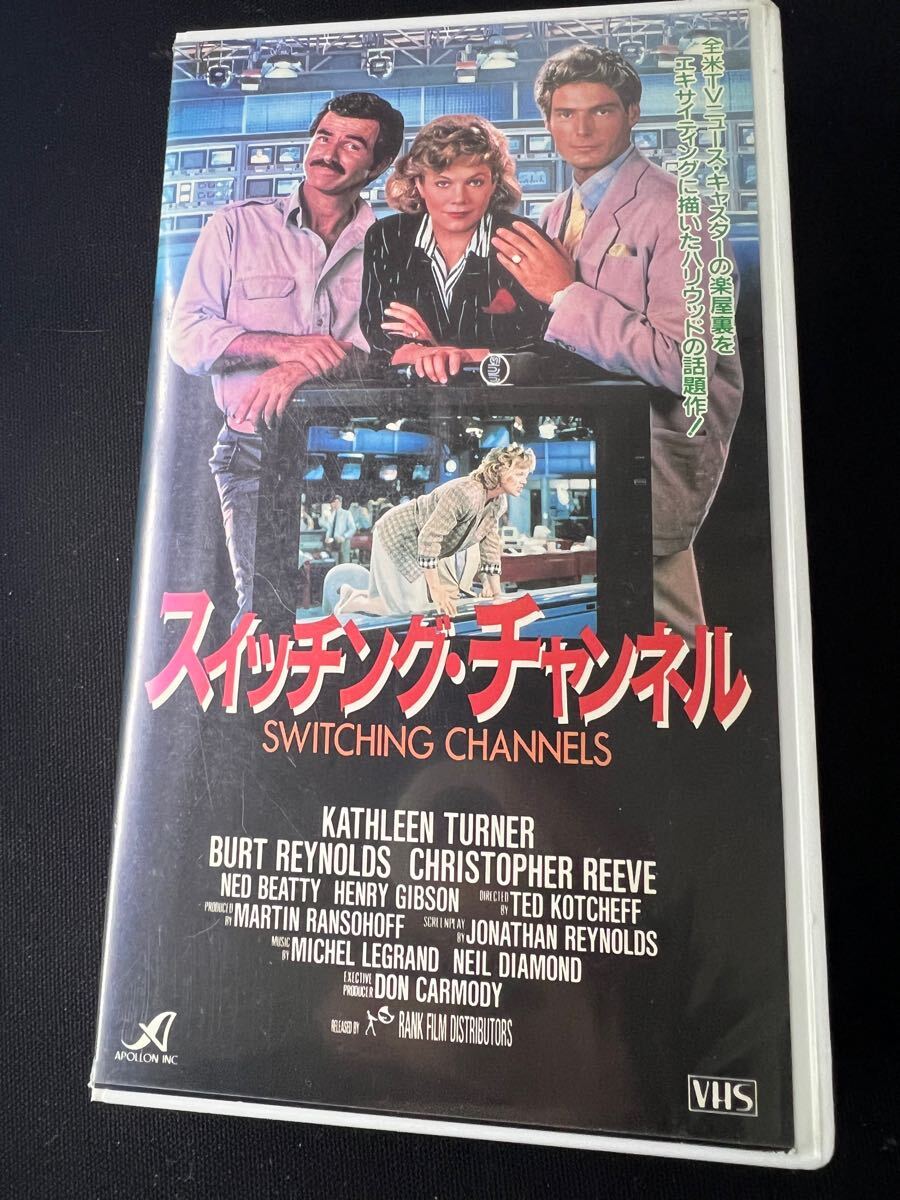 全米TVニュース・キャスターの楽屋裏を
エキサイティングに描いたハリウッドの話題作!
スイッチング・チャンネル
SWITCHING CHANNELS
KATHLEEN TURNER
BURT REYNOLDS CHRISTOPHER REEVE
NED BEATTY HENRY GIBSON DIRECTED BY TED KOTCHEFF
PRODUCED BY MARTIN RANSOHOFF SCREENPLAY BY JONATHAN REYNOLDS
MUSIC BY MICHEL LEGRAND NEIL DIAMOND
EXECTIVE PRODUCER DON CARMODY
RELEASED BY RANK FILM DISTRIBUTORS
APOLLON INC
VHS